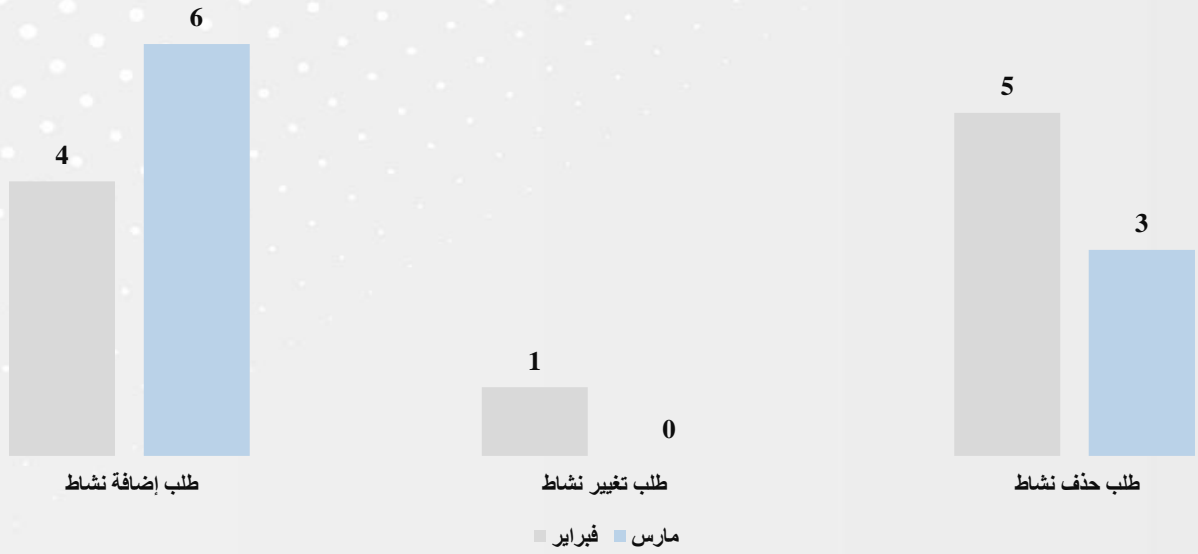 6
5
4
3
1
0
طلب إضافة نشاط
طلب تغيير نشاط
طلب حذف نشاط
فبراير
مارس